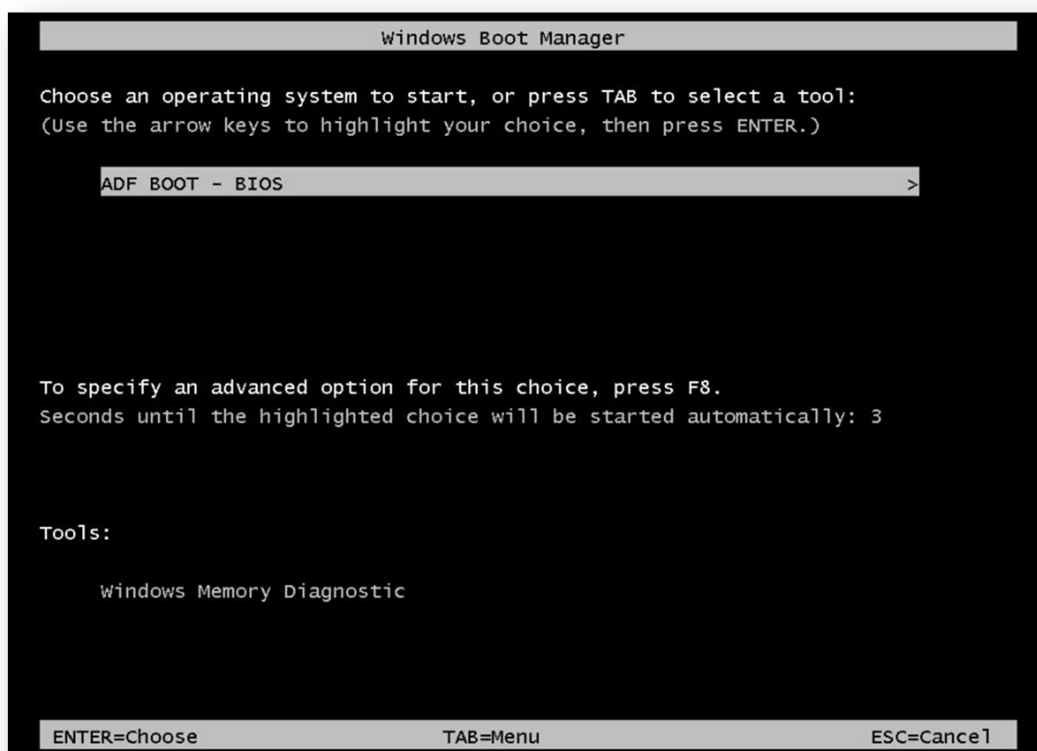 Windows Boot Manager
Choose an operating system to start, or press TAB to select a tool:
(Use the arrow keys to highlight your choice, then press ENTER.)
ADF BOOT - BIOS >
To specify an advanced option for this choice, press F8.
Seconds until the highlighted choice will be started automatically: 3
Tools:
Windows Memory Diagnostic
ENTER=Choose TAB=Menu ESC=Cancel